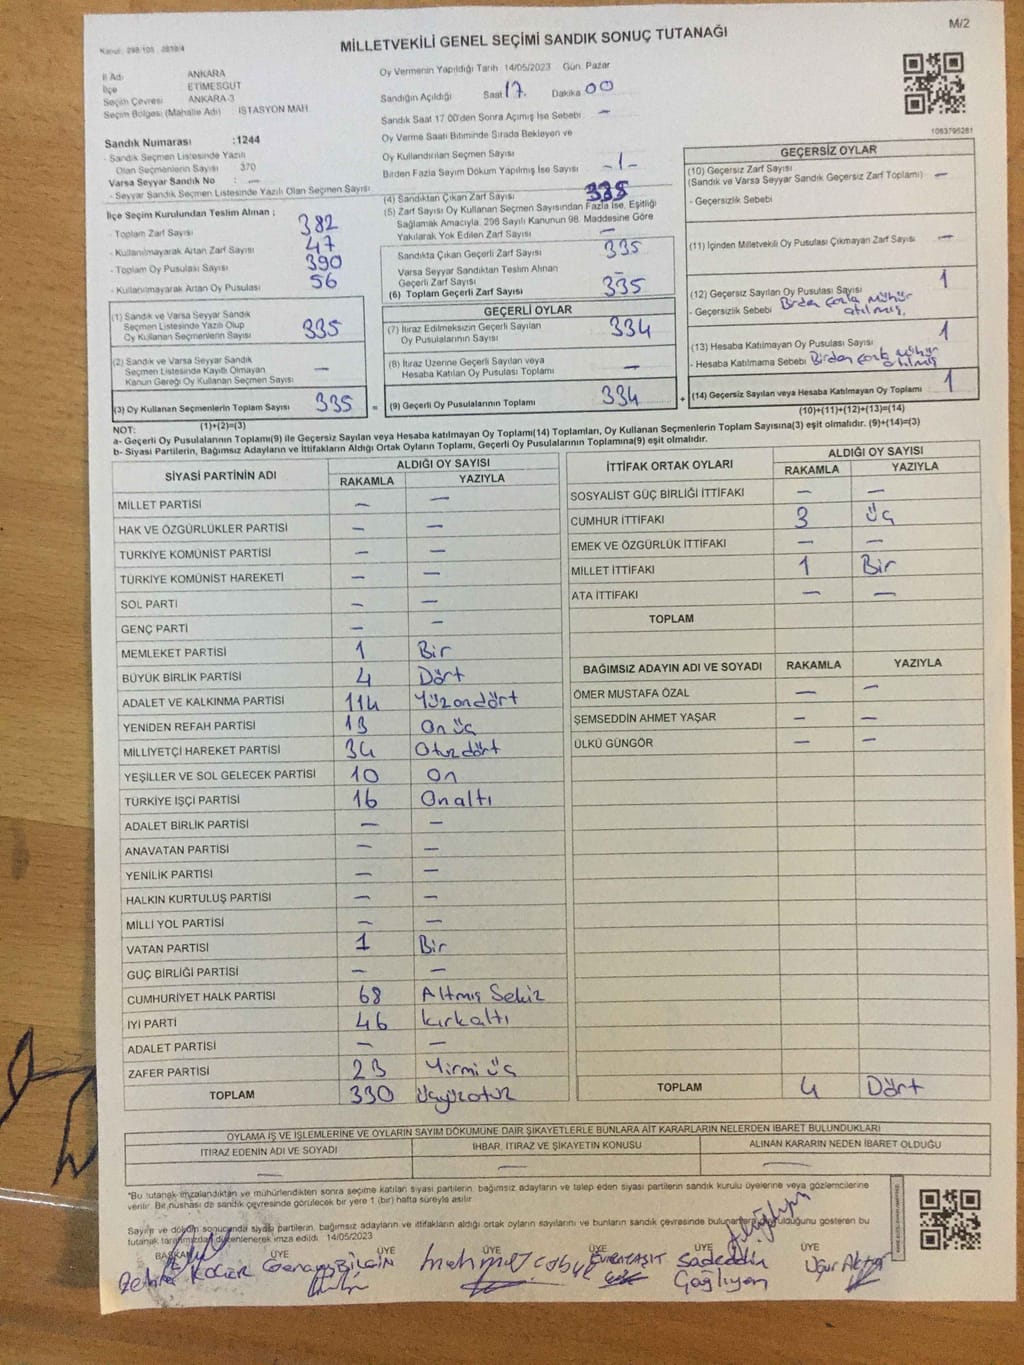 M/2
Kanun : 298/105 , 2839/4
MİLLETVEKİLİ GENEL SEÇİMİ SANDIK SONUÇ TUTANAĞI
İl Adı ANKARA
İlçe ETİMESGUT
Seçim Çevresi ANKARA-3
Seçim Bölgesi (Mahalle Adı) İSTASYON MAH.
Oy Vermenin Yapıldığı Tarih 14/05/2023 Gün: Pazar
Sandığın Açıldığı Saat 17. Dakika 00
Sandık Saat 17.00'den Sonra Açımış İse Sebebi —
1083795281
Sandık Numarası : 1244
- Sandık Seçmen Listesinde Yazılı
Olan Seçmenlerin Sayısı 370
Varsa Seyyar Sandık No : —
- Seyyar Sandık Seçmen Listesinde Yazılı Olan Seçmen Sayısı
Oy Verme Saati Bitiminde Sırada Bekleyen ve
Oy Kullandırılan Seçmen Sayısı
Birden Fazla Sayım Döküm Yapılmış İse Sayısı -1-
İlçe Seçim Kurulundan Teslim Alınan ;
- Toplam Zarf Sayısı 382
- Kullanılmayarak Artan Zarf Sayısı 47
- Toplam Oy Pusulası Sayısı 390
- Kullanılmayarak Artan Oy Pusulası 56
(1) Sandık ve Varsa Seyyar Sandık
Seçmen Listesinde Yazılı Olup
Oy Kullanan Seçmenlerin Sayısı 335
(2) Sandık ve Varsa Seyyar Sandık
Seçmen Listesinde Kayıtlı Olmayan
Kanun Gereği Oy Kullanan Seçmen Sayısı —
(3) Oy Kullanan Seçmenlerin Toplam Sayısı 335 =
(1)+(2)=(3)
(4) Sandıktan Çıkan Zarf Sayısı 335
(5) Zarf Sayısı Oy Kullanan Seçmen Sayısından Fazla İse, Eşitliği
Sağlamak Amacıyla, 298 Sayılı Kanunun 98. Maddesine Göre
Yakılarak Yok Edilen Zarf Sayısı —
Sandıkta Çıkan Geçerli Zarf Sayısı 335
Varsa Seyyar Sandıktan Teslim Alınan
Geçerli Zarf Sayısı —
(6) Toplam Geçerli Zarf Sayısı 335
GEÇERLİ OYLAR
(7) İtiraz Edilmeksizin Geçerli Sayılan
Oy Pusulalarının Sayısı 334
(8) İtiraz Üzerine Geçerli Sayılan veya
Hesaba Katılan Oy Pusulası Toplamı —
(9) Geçerli Oy Pusulalarının Toplamı 334 +
GEÇERSİZ OYLAR
(10) Geçersiz Zarf Sayısı
(Sandık ve Varsa Seyyar Sandık Geçersiz Zarf Toplamı) —
- Geçersizlik Sebebi
(11) İçinden Milletvekili Oy Pusulası Çıkmayan Zarf Sayısı —
(12) Geçersiz Sayılan Oy Pusulası Sayısı 1
- Geçersizlik Sebebi Birden fazla mühür
atılmış,
(13) Hesaba Katılmayan Oy Pusulası Sayısı 1
- Hesaba Katılmama Sebebi Birden fazla mühür
atılmış
(14) Geçersiz Sayılan veya Hesaba Katılmayan Oy Toplamı 1
(10)+(11)+(12)+(13)=(14)
NOT:
a- Geçerli Oy Pusulalarının Toplamı(9) ile Geçersiz Sayılan veya Hesaba katılmayan Oy Toplamı(14) Toplamları, Oy Kullanan Seçmenlerin Toplam Sayısına(3) eşit olmalıdır. (9)+(14)=(3)
b- Siyasi Partilerin, Bağımsız Adayların ve İttifakların Aldığı Ortak Oyların Toplamı, Geçerli Oy Pusulalarının Toplamına(9) eşit olmalıdır.
SİYASİ PARTİNİN ADI ALDIĞI OY SAYISI
RAKAMLA YAZIYLA
MİLLET PARTİSİ — —
HAK VE ÖZGÜRLÜKLER PARTİSİ — —
TÜRKİYE KOMÜNİST PARTİSİ — —
TÜRKİYE KOMÜNİST HAREKETİ — —
SOL PARTİ — —
GENÇ PARTİ — —
MEMLEKET PARTİSİ 1 Bir
BÜYÜK BİRLİK PARTİSİ 4 Dört
ADALET VE KALKINMA PARTİSİ 114 Yüzondört
YENİDEN REFAH PARTİSİ 13 On üç
MİLLİYETÇİ HAREKET PARTİSİ 34 Otuzdört
YEŞİLLER VE SOL GELECEK PARTİSİ 10 On
TÜRKİYE İŞÇİ PARTİSİ 16 Onaltı
ADALET BİRLİK PARTİSİ — —
ANAVATAN PARTİSİ — —
YENİLİK PARTİSİ — —
HALKIN KURTULUŞ PARTİSİ — —
MİLLİ YOL PARTİSİ — —
VATAN PARTİSİ 1 Bir
GÜÇ BİRLİĞİ PARTİSİ — —
CUMHURİYET HALK PARTİSİ 68 Altmış Sekiz
İYİ PARTİ 46 Kırkaltı
ADALET PARTİSİ — —
ZAFER PARTİSİ 23 Yirmi üç
TOPLAM 330 üçyüzotuz
İTTİFAK ORTAK OYLARI ALDIĞI OY SAYISI
RAKAMLA YAZIYLA
SOSYALİST GÜÇ BİRLİĞİ İTTİFAKI — —
CUMHUR İTTİFAKI 3 üç
EMEK VE ÖZGÜRLÜK İTTİFAKI — —
MİLLET İTTİFAKI 1 Bir
ATA İTTİFAKI — —
TOPLAM
BAĞIMSIZ ADAYIN ADI VE SOYADI RAKAMLA YAZIYLA
ÖMER MUSTAFA ÖZAL — —
ŞEMSEDDİN AHMET YAŞAR — —
ÜLKÜ GÜNGÖR — —
TOPLAM 4 Dört
OYLAMA İŞ VE İŞLEMLERİNE VE OYLARIN SAYIM DÖKÜMÜNE DAİR ŞİKAYETLERLE BUNLARA AİT KARARLARIN NELERDEN İBARET BULUNDUKLARI
İTİRAZ EDENİN ADI VE SOYADI İHBAR, İTİRAZ VE ŞİKAYETİN KONUSU ALINAN KARARIN NEDEN İBARET OLDUĞU
— — —
*Bu tutanak imzalandıktan ve mühürlendikten sonra seçime katılan siyasi partilerin, bağımsız adayların ve talep eden siyasi partilerin sandık kurulu üyelerine veya gözlemcilerine
verilir. Bir nüshası da sandık çevresinde görülecek bir yere 1 (bir) hafta süreyle asılır
Sayım ve döküm sonucunda siyasi partilerin, bağımsız adayların ve ittifakların aldığı ortak oyların sayılarını ve bunların sandık çevresinde bulunanlara duyurulduğunu gösteren bu
tutanak tarafımızdan düzenlenerek imza edildi. 14/05/2023
BAŞKAN ÜYE ÜYE ÜYE ÜYE ÜYE ÜYE
Sadeddin
Çağlıyan